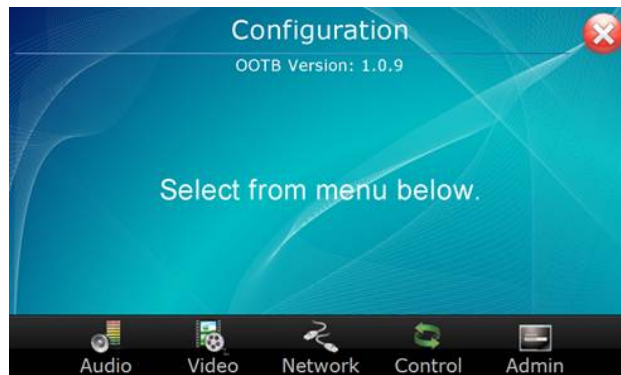 Configuration
OOTB Version: 1.0.9
Select from menu below.
Audio Video Network Control Admin